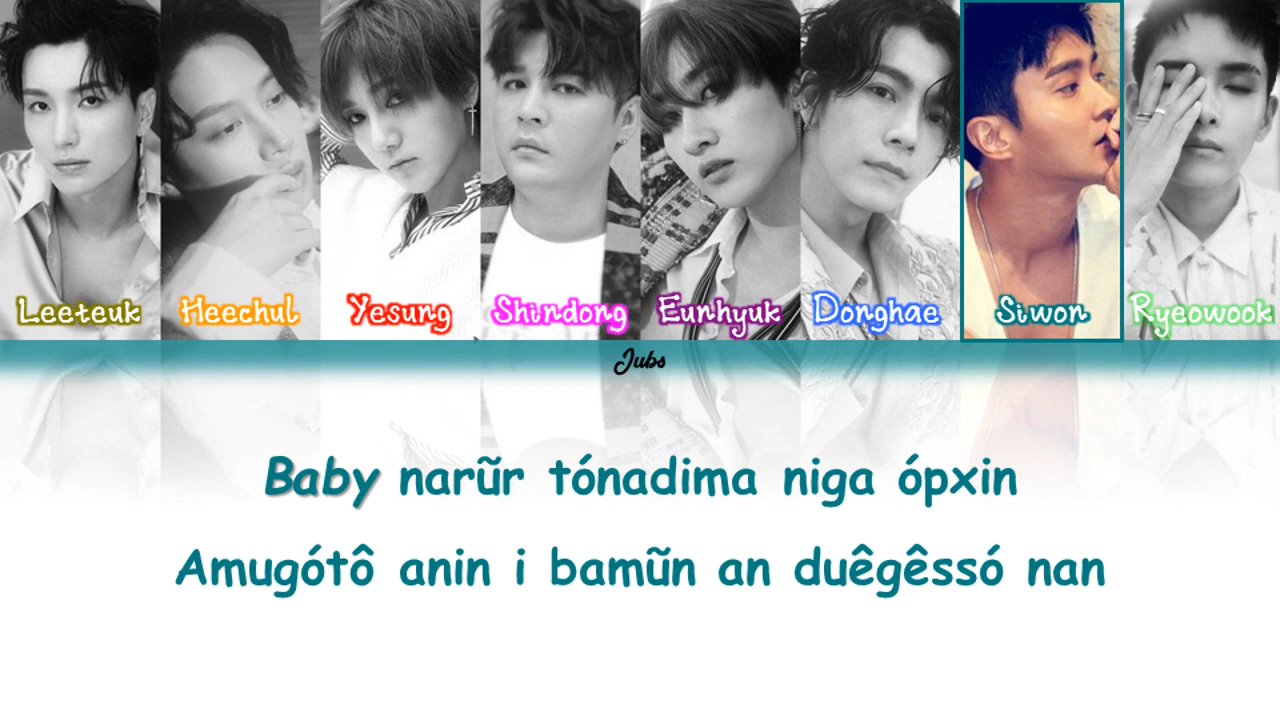 Leeteuk Heechul Yesung Shindong Eunhyuk Donghae Siwon Ryeowook
Jubs
Baby narũr tónadima niga ópxin
Amugótô anin i bamũn an duêgêssó nan